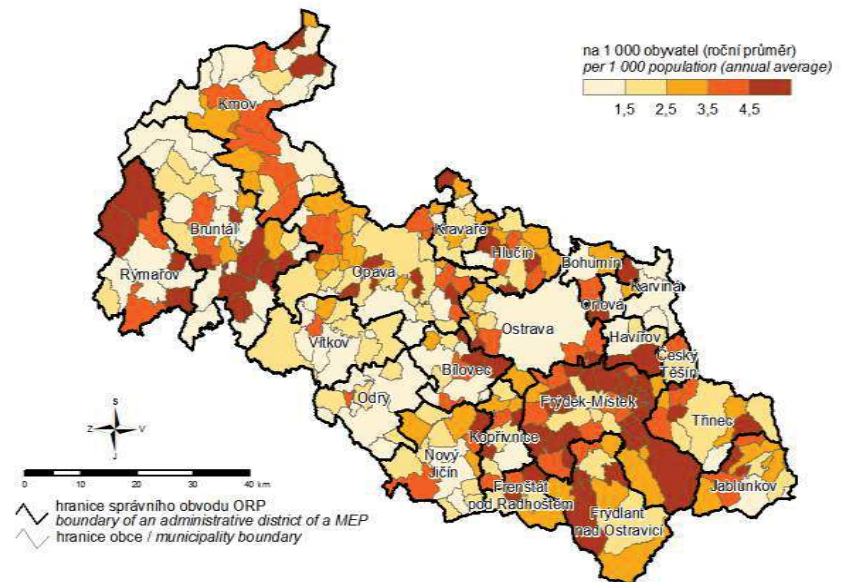 na 1 000 obyvatel (roční průměr)
per 1 000 population (annual average)
1,5 2,5 3,5 4,5
Krnov
Bruntál
Rýmařov
Kravaře
Hlučín
Opava
Bohumín
Karviná
Orlová
Ostrava
Havířov
Český
Těšín
Vítkov
Bílovec
Odry
Frýdek-Místek
Třinec
Kopřivnice
Nový
Jičín
Frenštát
pod Radhoštěm
Jablunkov
Frýdlant
nad Ostravicí
S
Z V
J
0 10 20 30 40 km
hranice správního obvodu ORP
boundary of an administrative district of a MEP
hranice obce / municipality boundary